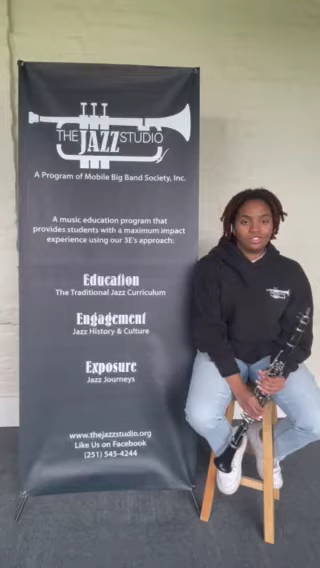 THE JAZZ STUDIO
A Program of Mobile Big Band Society, Inc.
A music education program that
provides students with a maximum impact
experience using our 3E's approach:
Education
The Traditional Jazz Curriculum
Engagement
Jazz History & Culture
Exposure
Jazz Journeys
www.thejazzstudio.org
Like Us on Facebook
(251) 545-4244